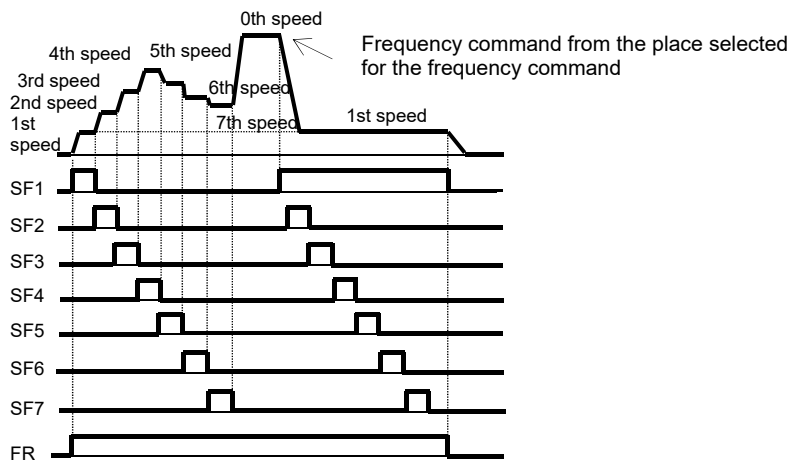 0th speed
4th speed
5th speed
Frequency command from the place selected
for the frequency command
3rd speed
6th speed
2nd speed
1st
speed
7th speed
1st speed
SF1
SF2
SF3
SF4
SF5
SF6
SF7
FR